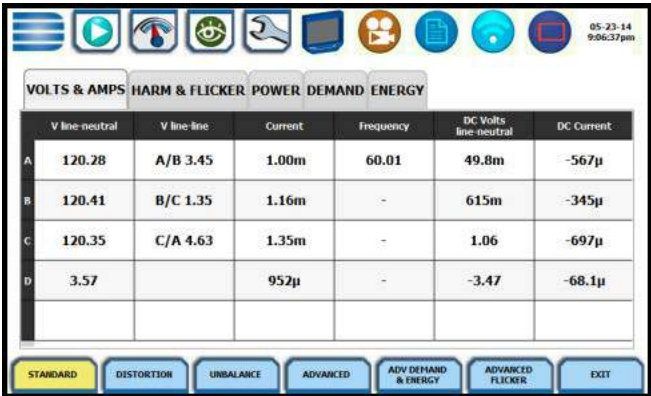 05-23-14
9:06:37pm
VOLTS & AMPS HARM & FLICKER POWER DEMAND ENERGY
V line-neutral V line-line Current Frequency DC Volts line-neutral DC Current
A 120.28 A/B 3.45 1.00m 60.01 49.8m -567µ
B 120.41 B/C 1.35 1.16m - 615m -345µ
C 120.35 C/A 4.63 1.35m - 1.06 -697µ
D 3.57 952µ - -3.47 -68.1µ
STANDARD DISTORTION UNBALANCE ADVANCED ADV DEMAND & ENERGY ADVANCED FLICKER EXIT